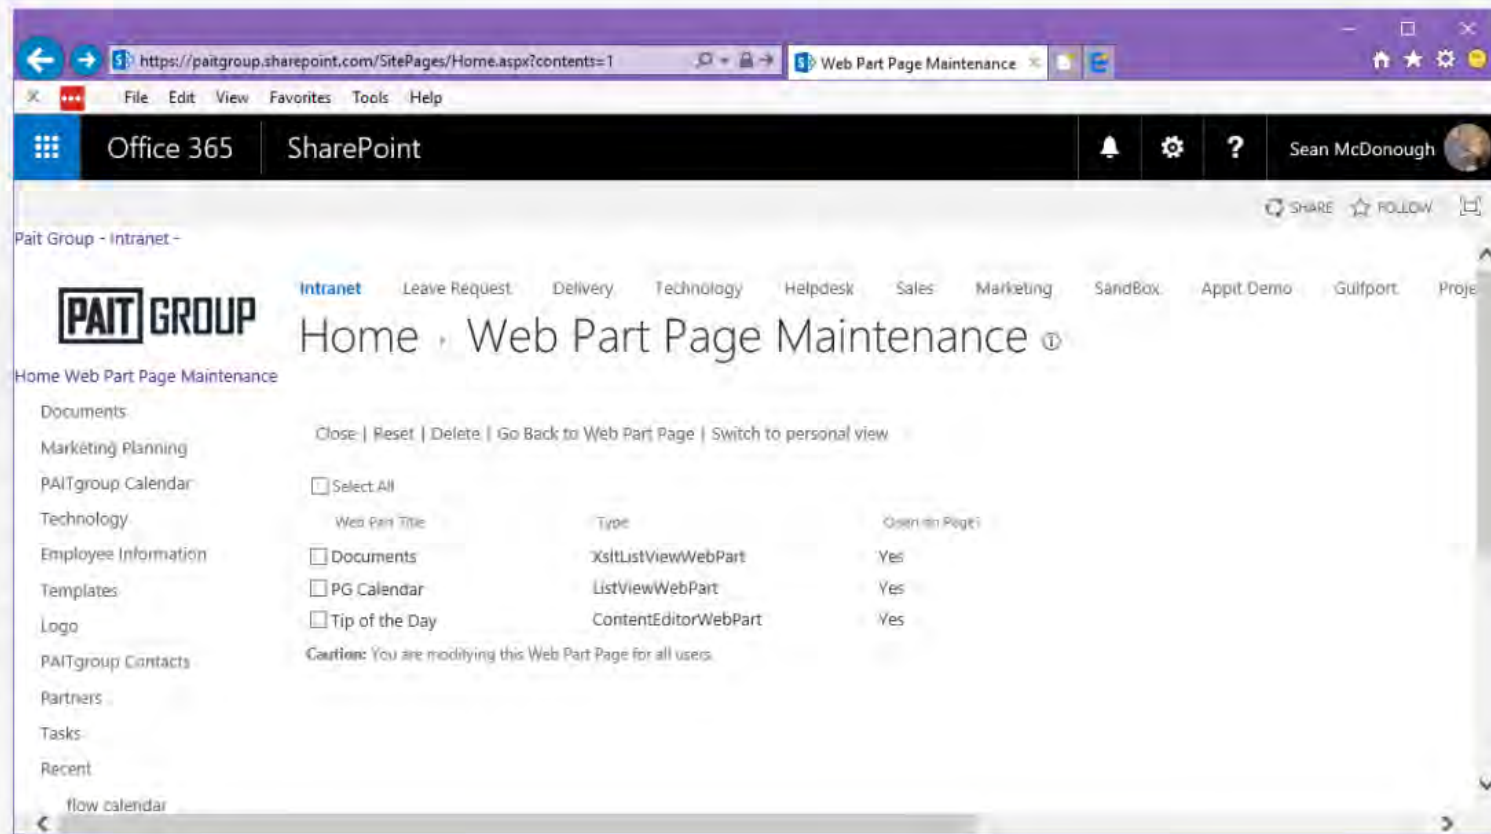 https://paitgroup.sharepoint.com/SitePages/Home.aspx?contents=1
Web Part Page Maintenance
File Edit View Favorites Tools Help
Office 365 SharePoint ? Sean McDonough
SHARE FOLLOW
Pait Group - Intranet -
Intranet Leave Request Delivery Technology Helpdesk Sales Marketing SandBox Appit Demo Gulfport Proje
PAIT GROUP
Home Web Part Page Maintenance
Home Web Part Page Maintenance
Documents
Close | Reset | Delete | Go Back to Web Part Page | Switch to personal view
Marketing Planning
PAITgroup Calendar
Select All
Technology
Web Part Title Type Open on Page?
Employee Information
Documents XsltListViewWebPart Yes
Templates
PG Calendar ListViewWebPart Yes
Logo
Tip of the Day ContentEditorWebPart Yes
PAITgroup Contacts
Caution: You are modifying this Web Part Page for all users.
Partners
Tasks
Recent
flow calendar